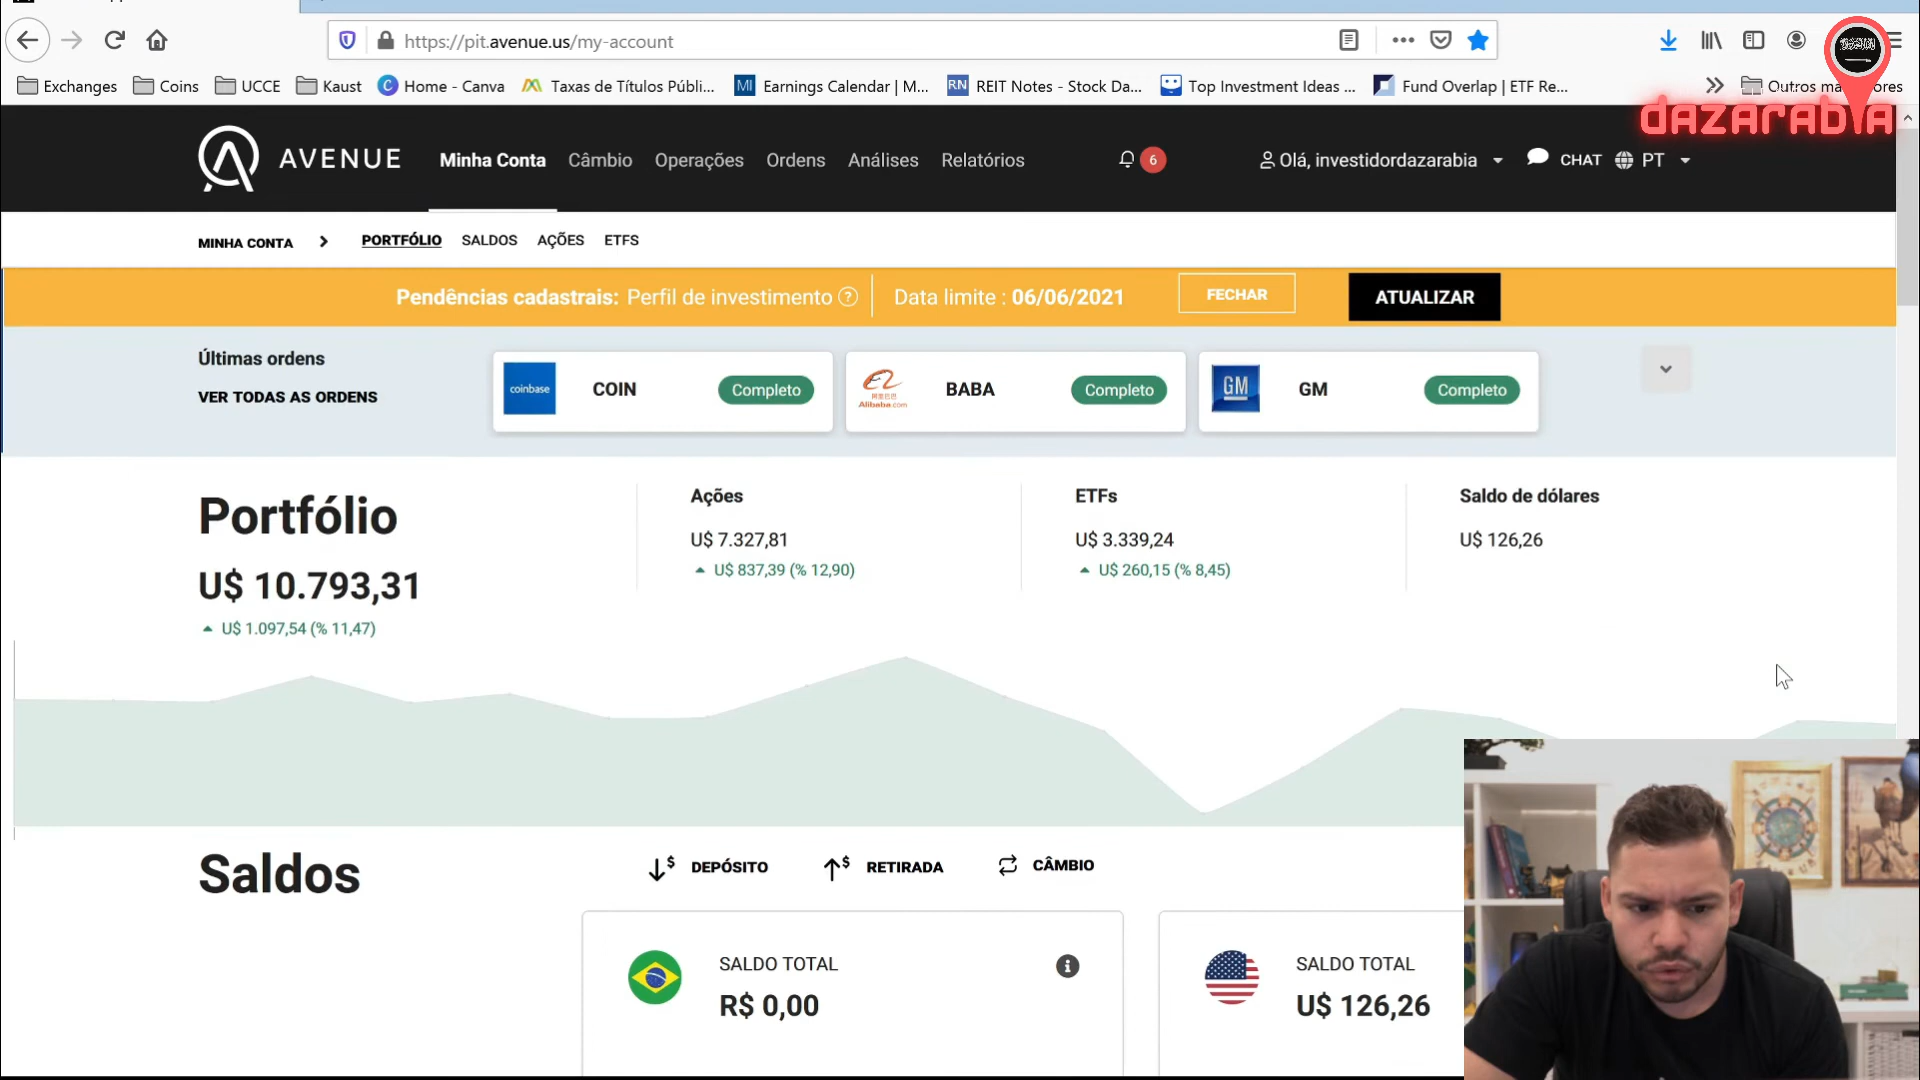 https://pit.avenue.us/my-account
Exchanges
Coins
UCCE
Kaust
Home - Canva
Taxas de Títulos Públi...
MI Earnings Calendar | M...
RN REIT Notes - Stock Da...
Top Investment Ideas ...
Fund Overlap | ETF Re...
dazarabia
AVENUE
Minha Conta
Câmbio
Operações
Ordens
Análises
Relatórios
6
Olá, investidordazarabia
CHAT
PT
MINHA CONTA
PORTFÓLIO
SALDOS
AÇÕES
ETFS
Pendências cadastrais: Perfil de investimento ?
Data limite : 06/06/2021
FECHAR
ATUALIZAR
Últimas ordens
VER TODAS AS ORDENS
coinbase
COIN
Completo
Alibaba.com
BABA
Completo
GM
GM
Completo
Portfólio
U$ 10.793,31
U$ 1.097,54 (% 11,47)
Ações
U$ 7.327,81
U$ 837,39 (% 12,90)
ETFs
U$ 3.339,24
U$ 260,15 (% 8,45)
Saldo de dólares
U$ 126,26
Saldos
DEPÓSITO
RETIRADA
CÂMBIO
SALDO TOTAL
R$ 0,00
SALDO TOTAL
U$ 126,26